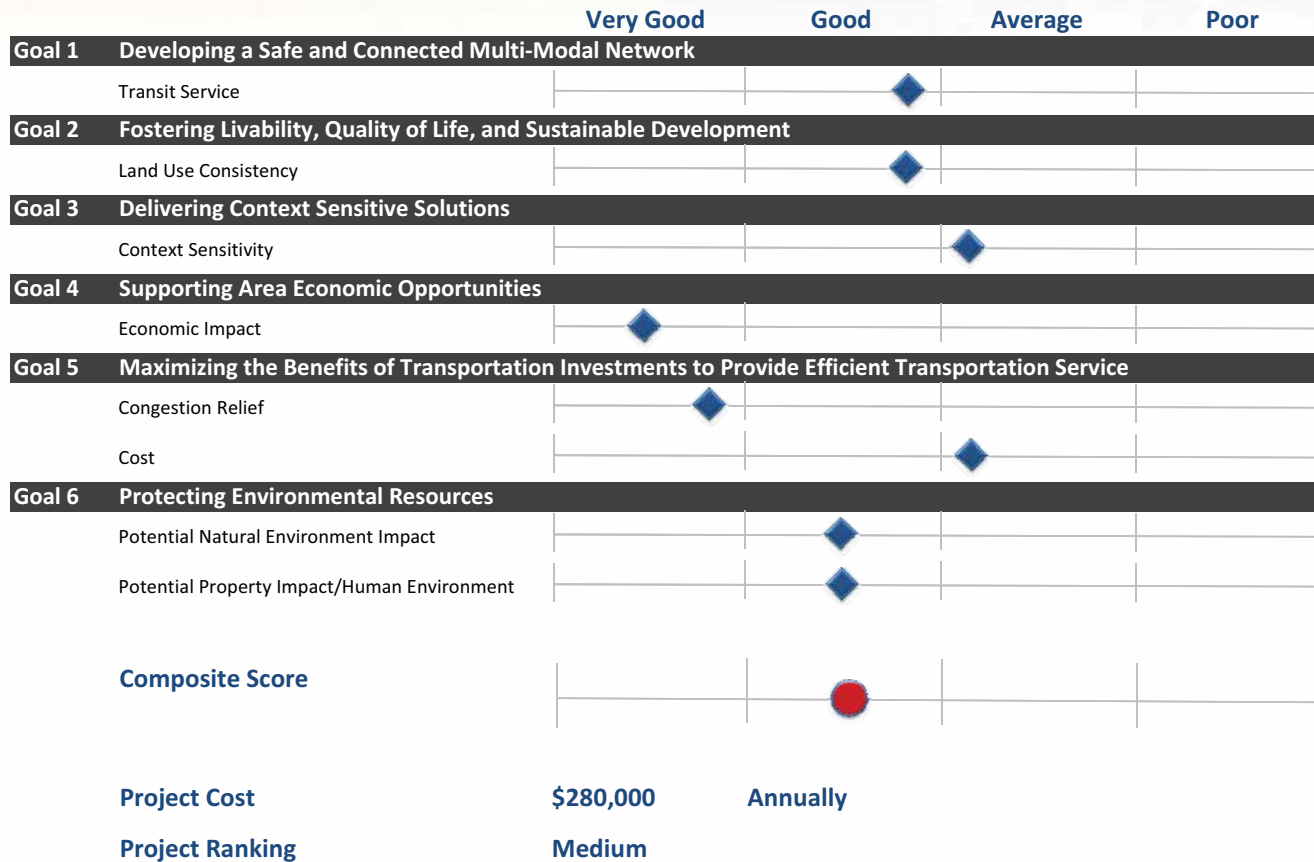 Very Good Good Average Poor
Goal 1 Developing a Safe and Connected Multi-Modal Network
Transit Service
Goal 2 Fostering Livability, Quality of Life, and Sustainable Development
Land Use Consistency
Goal 3 Delivering Context Sensitive Solutions
Context Sensitivity
Goal 4 Supporting Area Economic Opportunities
Economic Impact
Goal 5 Maximizing the Benefits of Transportation Investments to Provide Efficient Transportation Service
Congestion Relief
Cost
Goal 6 Protecting Environmental Resources
Potential Natural Environment Impact
Potential Property Impact/Human Environment
Composite Score
Project Cost $280,000 Annually
Project Ranking Medium